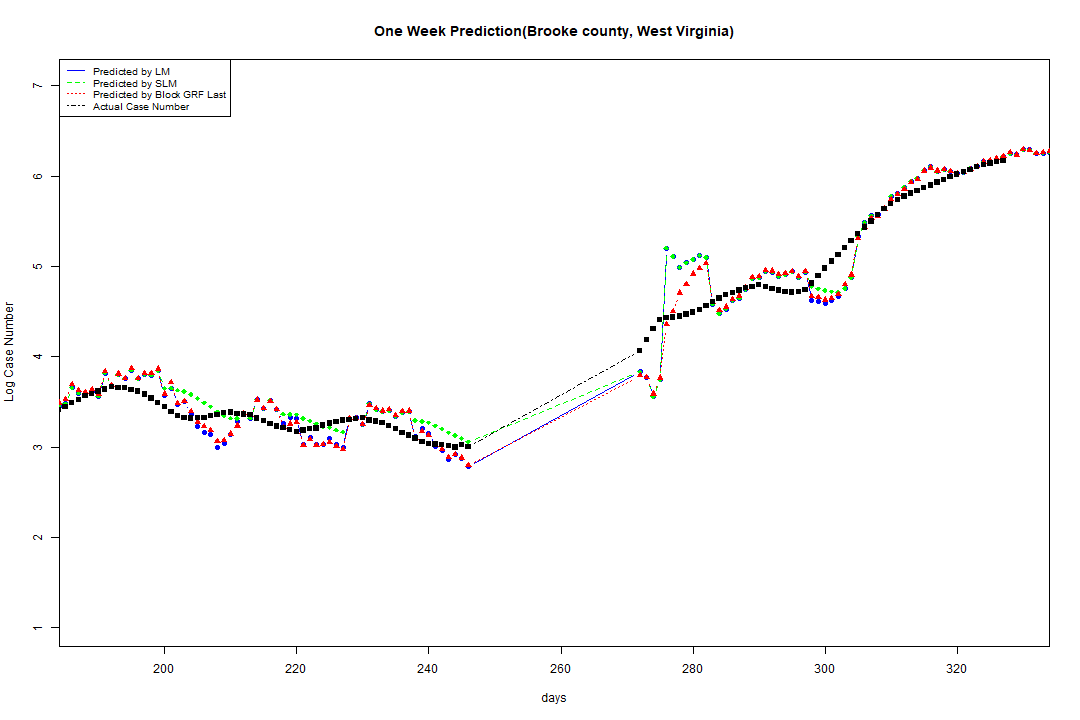 One Week Prediction(Brooke county, West Virginia)
Predicted by LM
Predicted by SLM
Predicted by Block GRF Last
Actual Case Number
7
6
5
4
3
2
1
Log Case Number
200 220 240 260 280 300 320
days